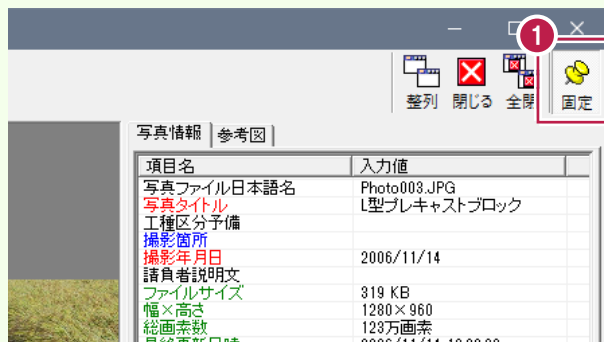 1
整列 閉じる 全閉 固定
写真情報 参考図
項目名 入力値
写真ファイル日本語名 Photo003.JPG
写真タイトル L型プレキャストブロック
工種区分予備
撮影箇所
撮影年月日 2006/11/14
請負者説明文
ファイルサイズ 319 KB
幅×高さ 1280×960
総画素数 123万画素